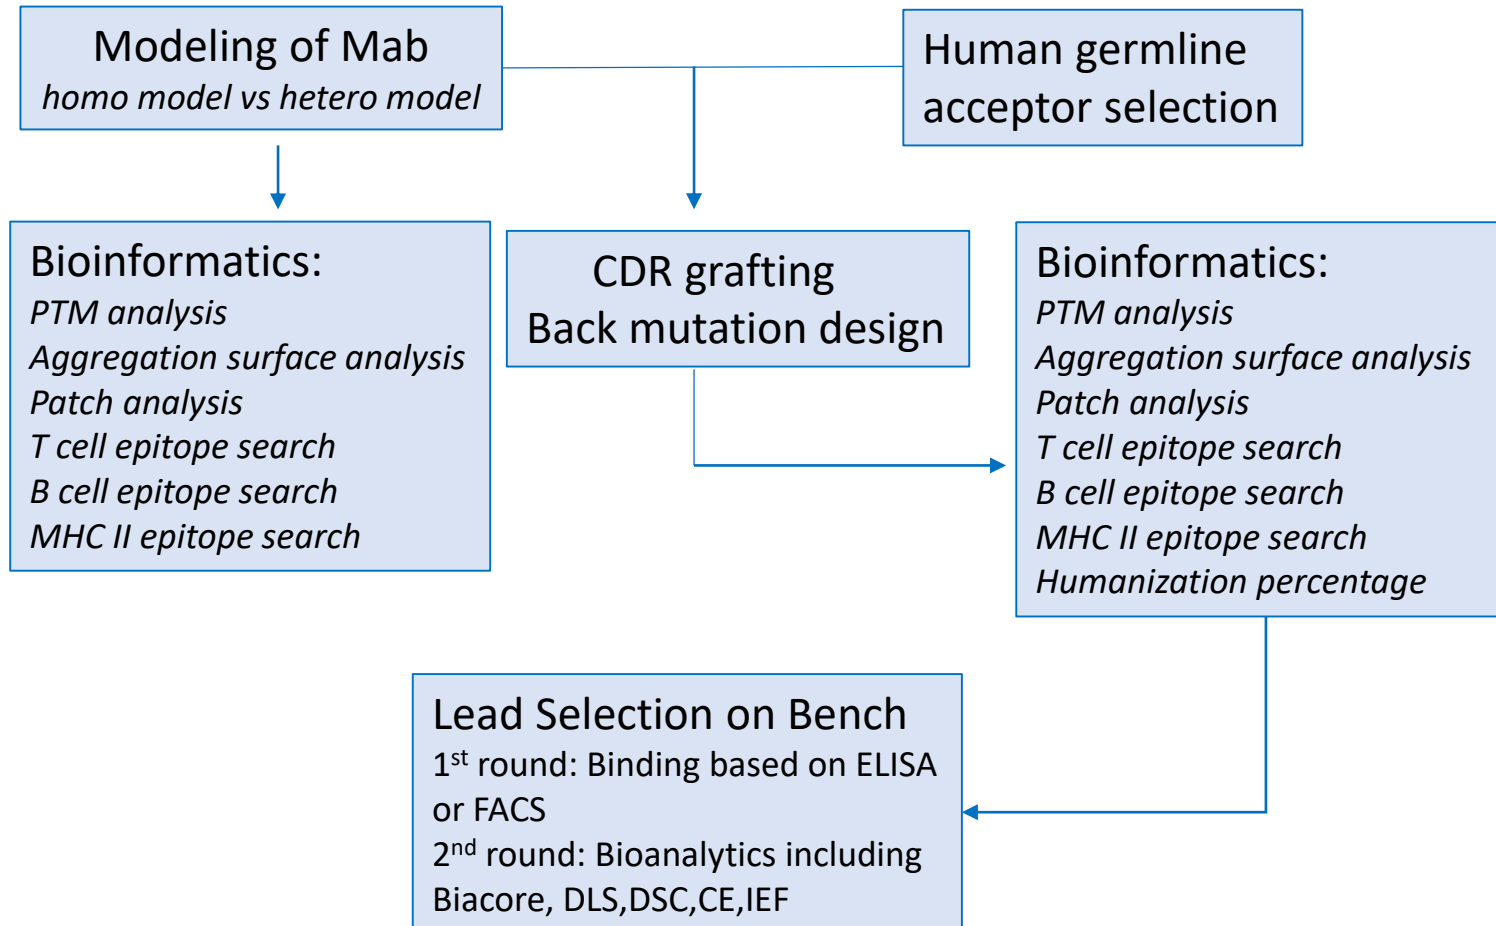 Modeling of Mab
homo model vs hetero model
Human germline
acceptor selection
Bioinformatics:
PTM analysis
Aggregation surface analysis
Patch analysis
T cell epitope search
B cell epitope search
MHC II epitope search
CDR grafting
Back mutation design
Bioinformatics:
PTM analysis
Aggregation surface analysis
Patch analysis
T cell epitope search
B cell epitope search
MHC II epitope search
Humanization percentage
Lead Selection on Bench
1st round: Binding based on ELISA
or FACS
2nd round: Bioanalytics including
Biacore, DLS,DSC,CE,IEF